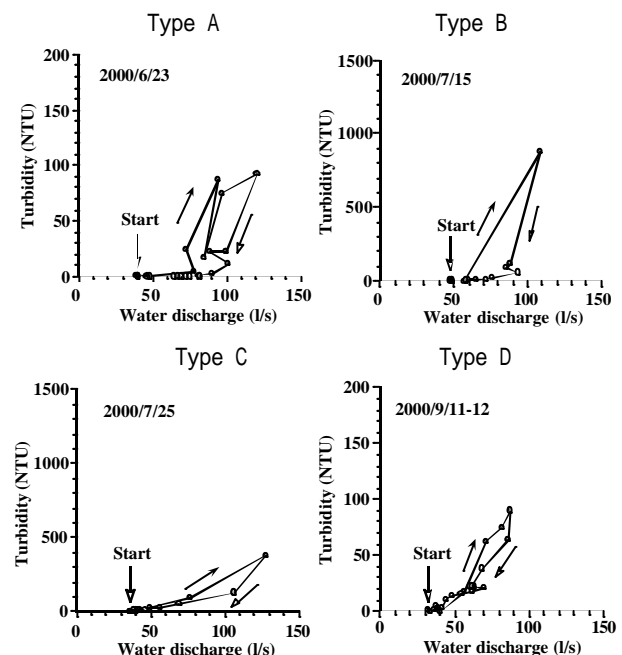 Type A
Type B
200
150
100
50
0
Turbidity (NTU)
2000/6/23
Start
0 50 100 150
Water discharge (l/s)
1500
1000
500
0
Turbidity (NTU)
2000/7/15
Start
0 50 100 150
Water discharge (l/s)
Type C
Type D
1500
1000
500
0
Turbidity (NTU)
2000/7/25
Start
0 50 100 150
Water discharge (l/s)
200
150
100
50
0
Turbidity (NTU)
2000/9/11-12
Start
0 50 100 150
Water discharge (l/s)